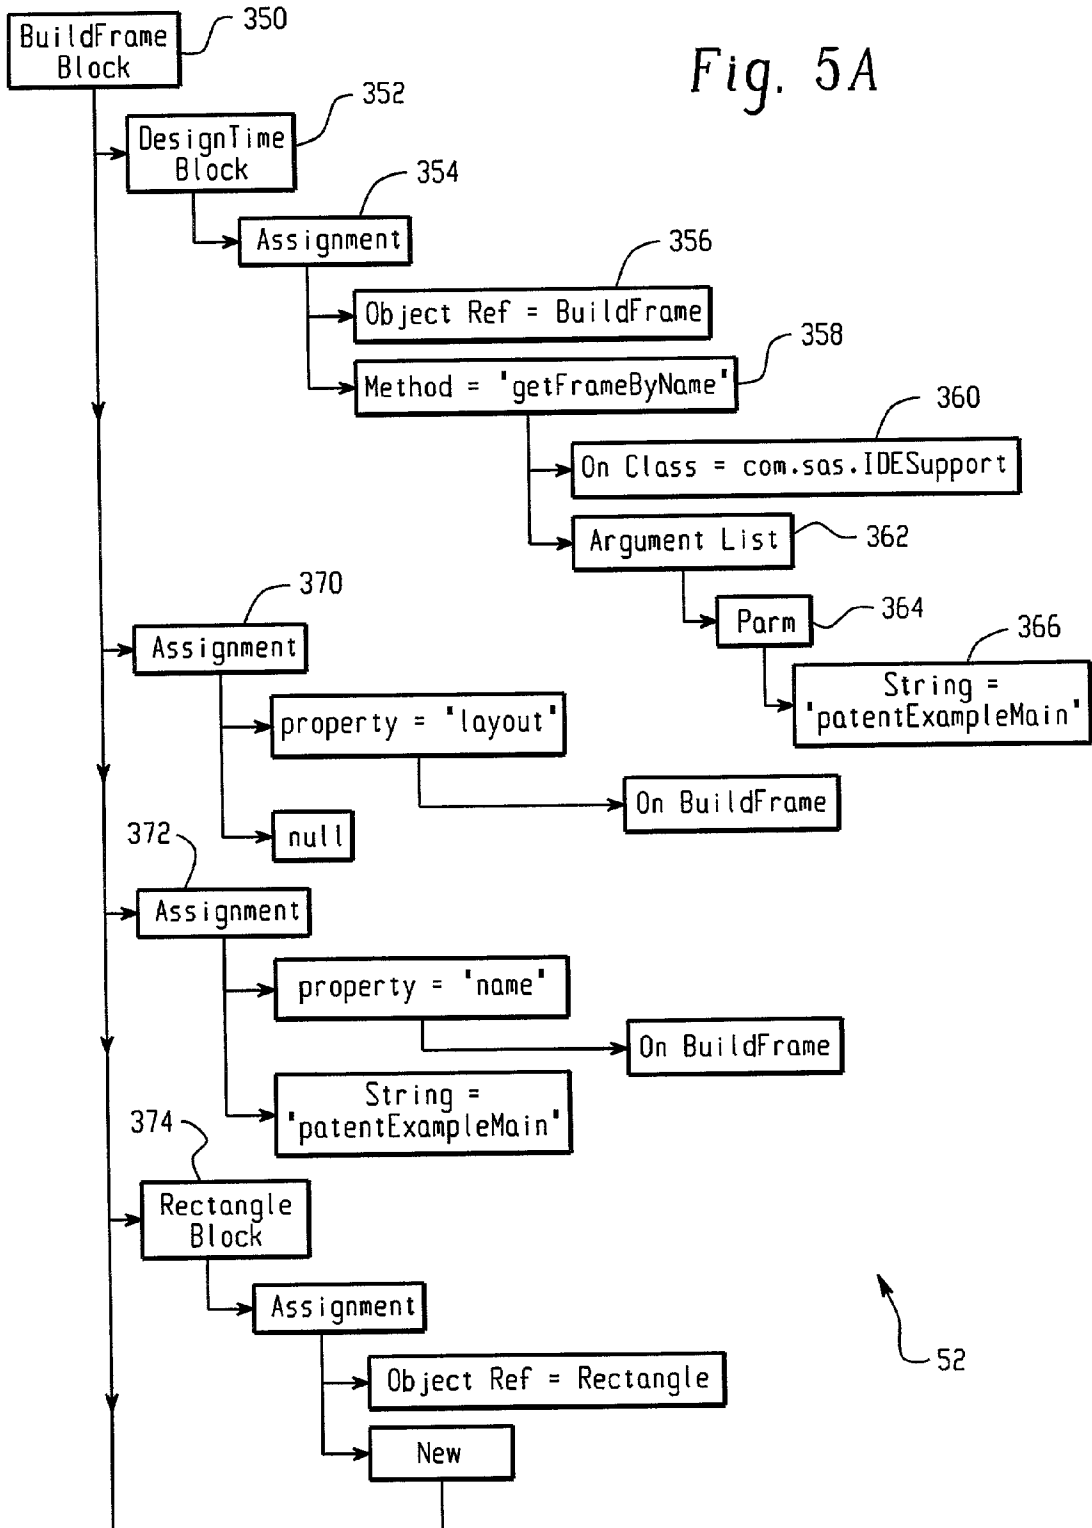 BuildFrame
Block
350
Fig. 5A
DesignTime
Block
352
Assignment
354
Object Ref = BuildFrame
356
Method = 'getFrameByName'
358
On Class = com.sas.IDESupport
360
Argument List
362
Parm
364
String =
'patentExampleMain'
366
Assignment
370
property = 'layout'
On BuildFrame
null
372
Assignment
property = 'name'
On BuildFrame
String =
'patentExampleMain'
374
Rectangle
Block
Assignment
Object Ref = Rectangle
New
52